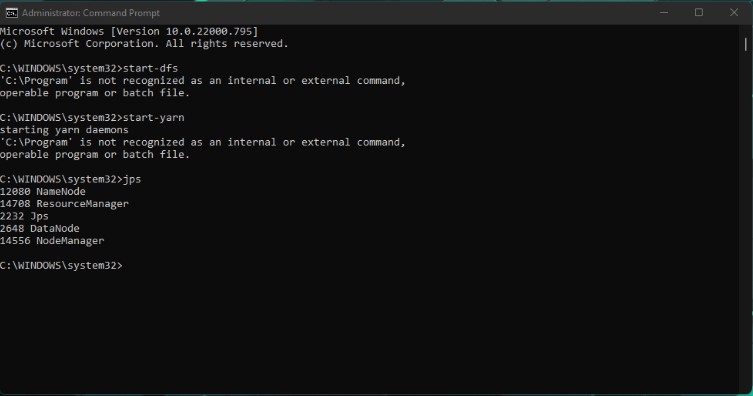 Administrator: Command Prompt
Microsoft Windows [Version 10.0.22000.795]
(c) Microsoft Corporation. All rights reserved.
C:\WINDOWS\system32>start-dfs
'C:\Program' is not recognized as an internal or external command,
operable program or batch file.
C:\WINDOWS\system32>start-yarn
starting yarn daemons
'C:\Program' is not recognized as an internal or external command,
operable program or batch file.
C:\WINDOWS\system32>jps
12080 NameNode
14708 ResourceManager
2232 Jps
2648 DataNode
14556 NodeManager
C:\WINDOWS\system32>